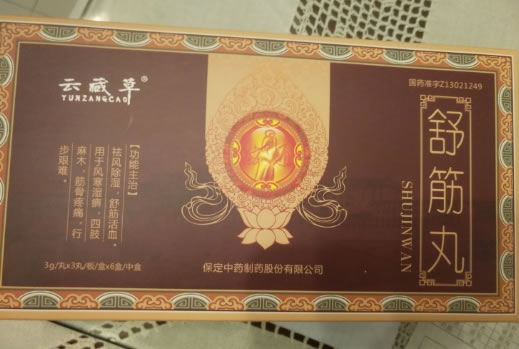 云藏草®
YUNZANGCAO
国药准字Z13021249
舒筋丸
SHUJINWAN
【功能主治】
祛风除湿，舒筋活血。
用于风寒湿痹，四肢
麻木，筋骨疼痛，行
步艰难。
3g/丸x3丸/板/盒x6盒/中盒
保定中药制药股份有限公司